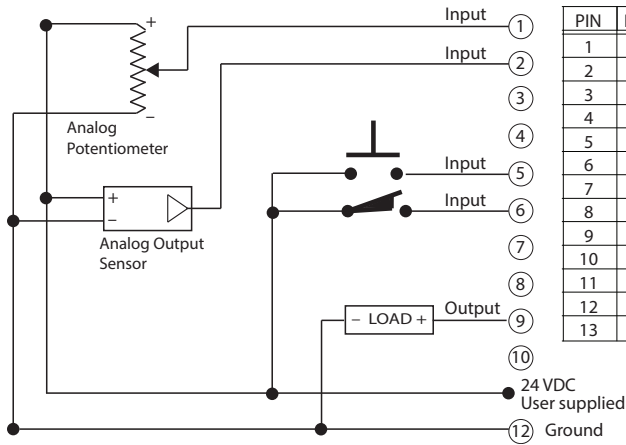 Input
1
Input
2
3
4
Input
5
Input
6
7
8
Output
9
10
24 VDC
User supplied
12 Ground
+
−
Analog
Potentiometer
+
−
Analog Output
Sensor
− LOAD +
PIN
1
2
3
4
5
6
7
8
9
10
11
12
13